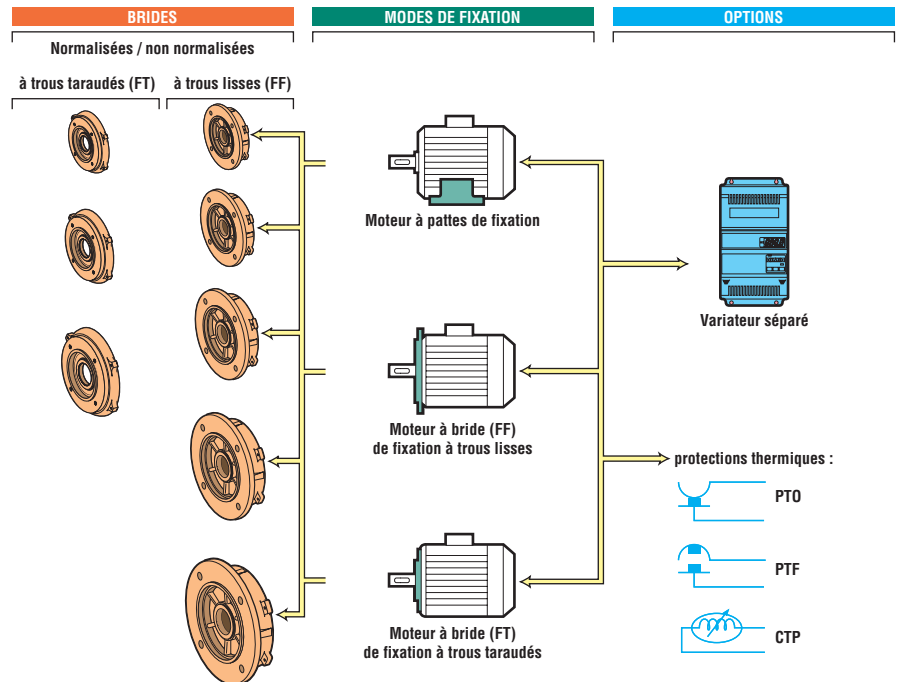 BRIDES
MODES DE FIXATION
OPTIONS
Normalisées / non normalisées
à trous taraudés (FT)
à trous lisses (FF)
Moteur à pattes de fixation
Variateur séparé
Moteur à bride (FF)
de fixation à trous lisses
protections thermiques :
PTO
PTF
CTP
Moteur à bride (FT)
de fixation à trous taraudés